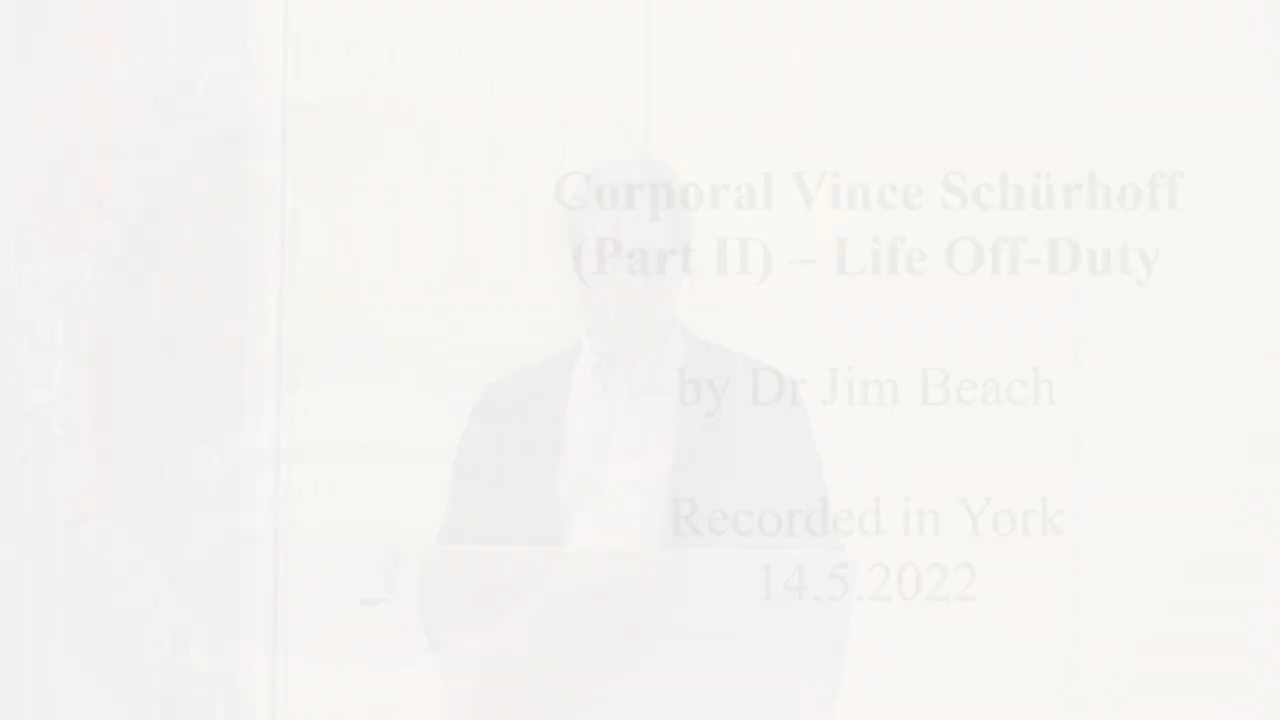 Corporal Vince Schürhoff
(Part II) – Life Off-Duty
by Dr Jim Beach
Recorded in York
14.5.2022